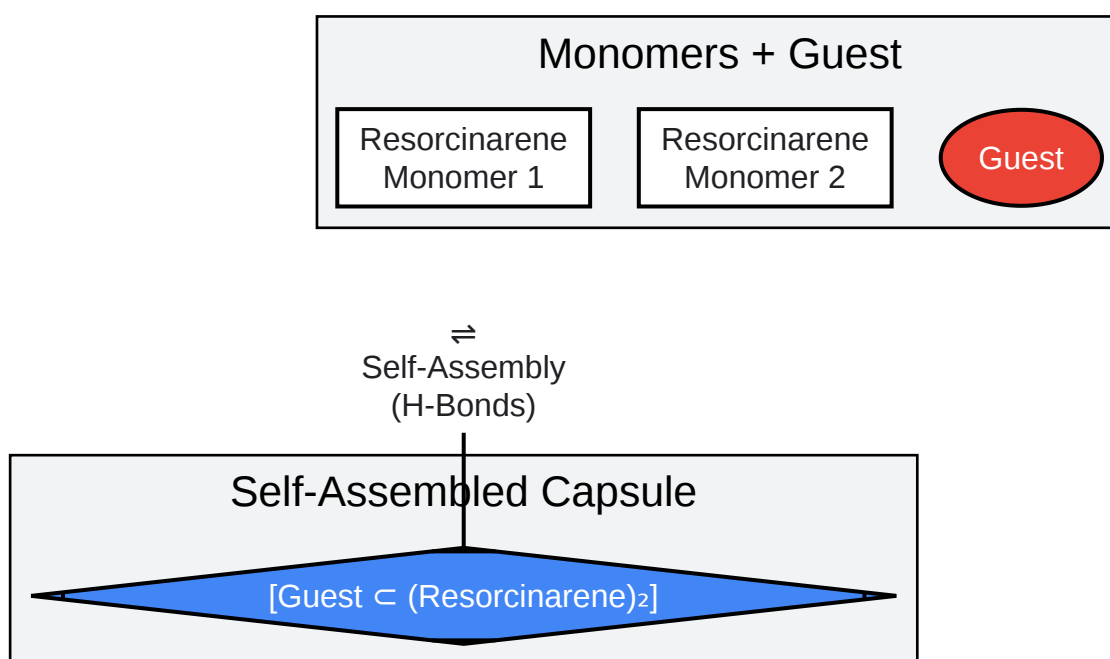 Monomers + Guest
Resorcinarene
Monomer 1
Resorcinarene
Monomer 2
Guest
⇌
Self-Assembly
(H-Bonds)
Self-Assembled Capsule
[Guest ⊂ (Resorcinarene)₂]